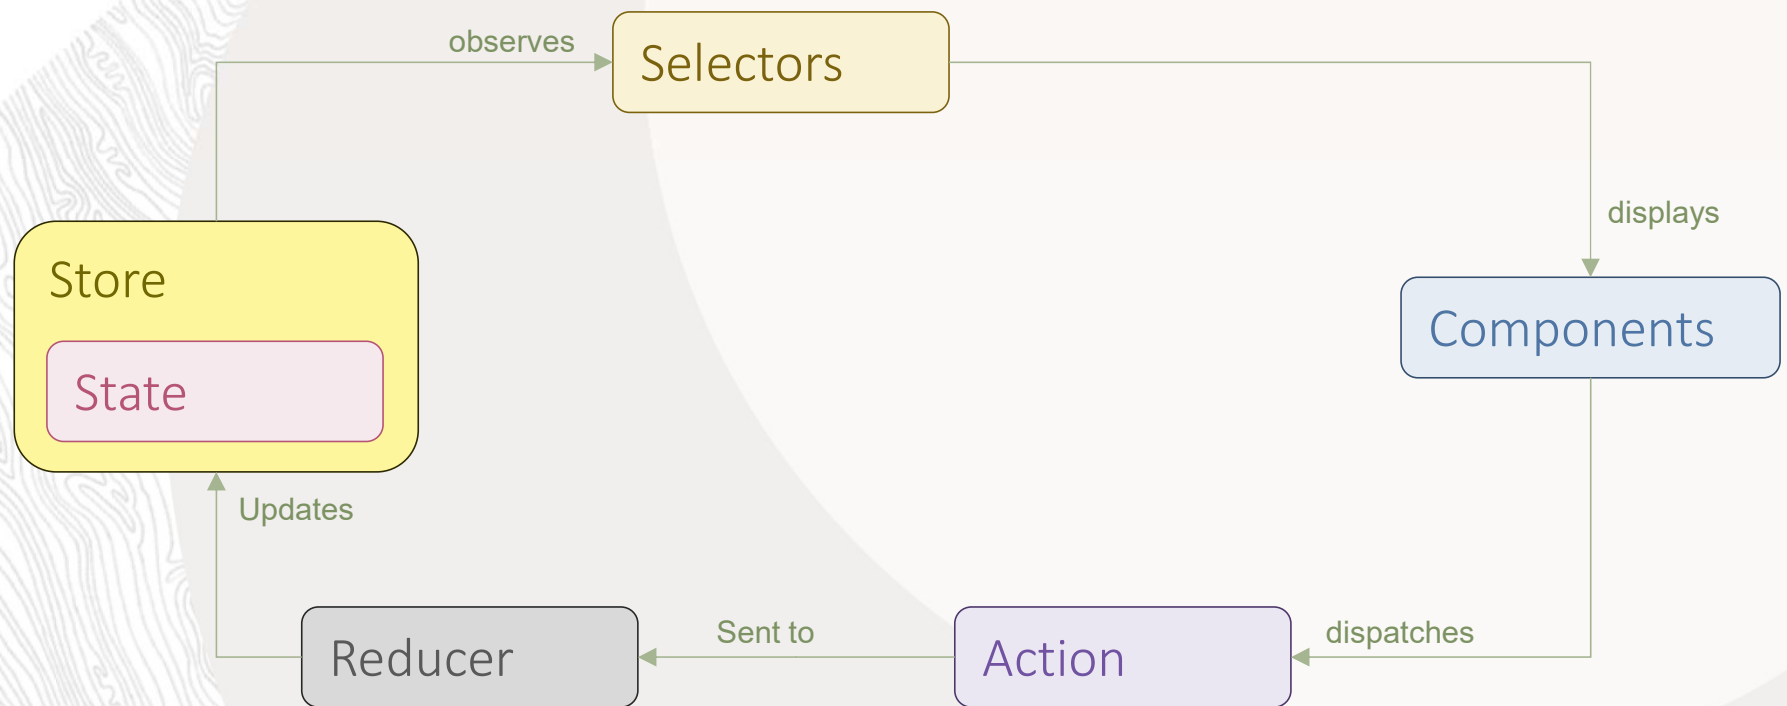 observes
Selectors
displays
Store
Components
State
Updates
Sent to
dispatches
Reducer
Action